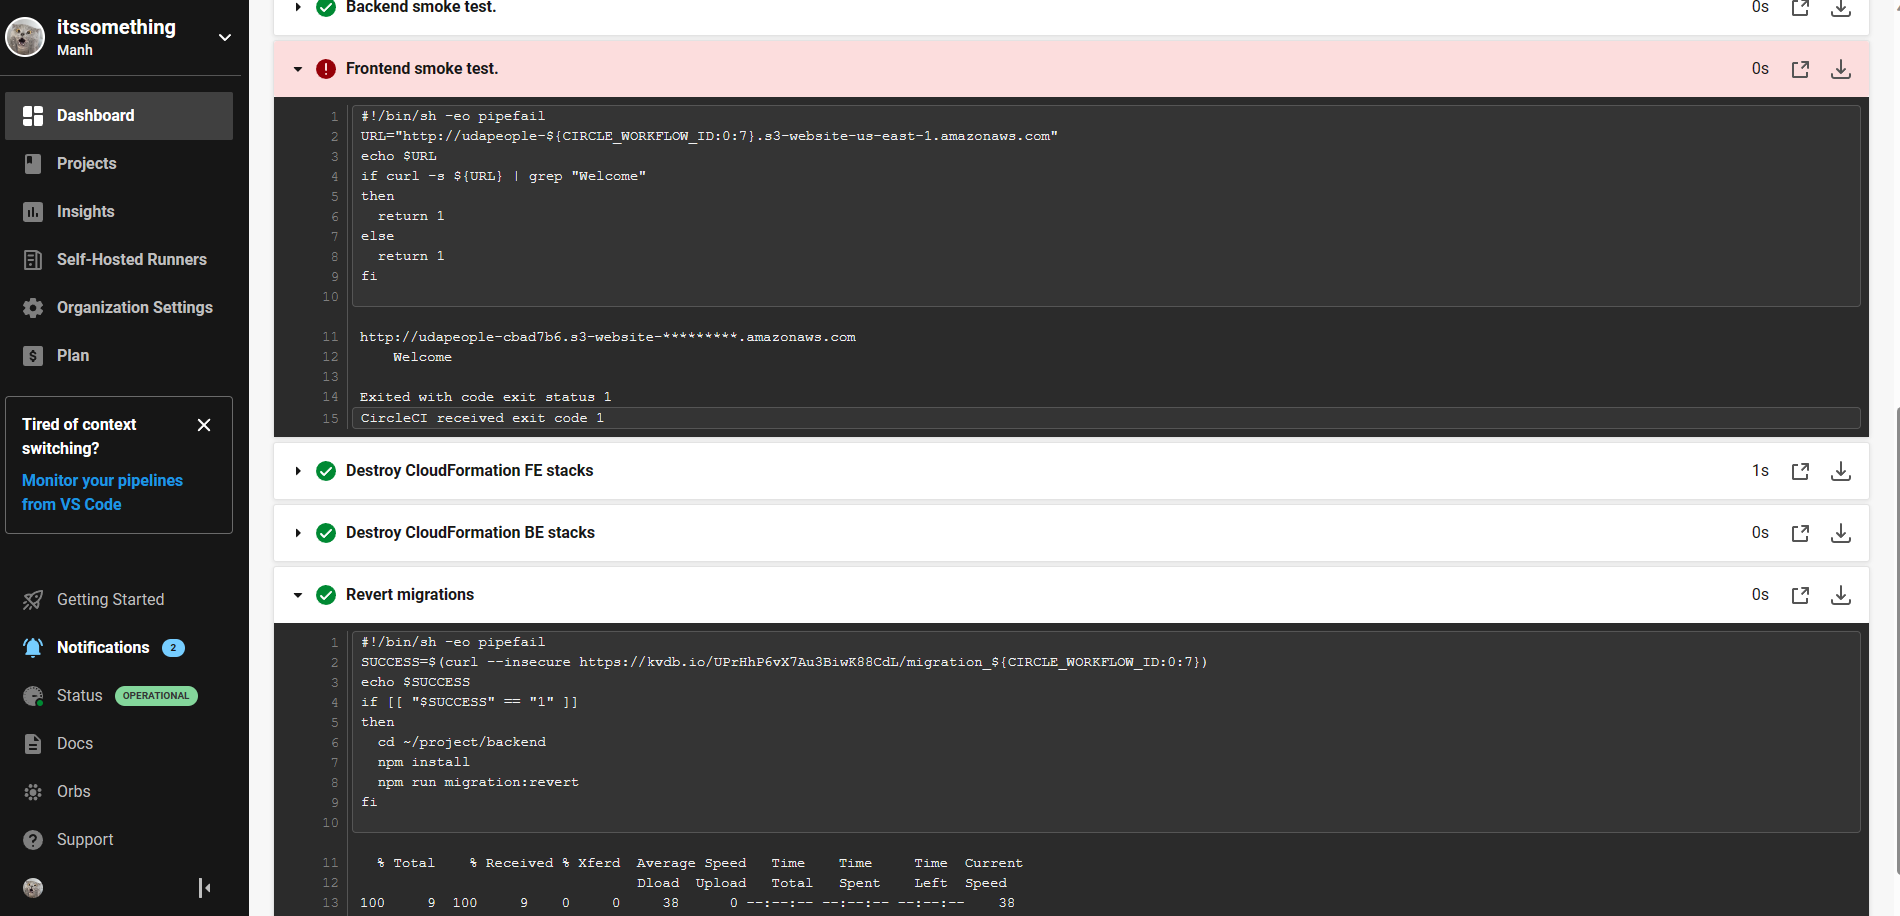 itssomething
Manh
Dashboard
Projects
Insights
Self-Hosted Runners
Organization Settings
$ Plan
Tired of context
switching?
Monitor your pipelines
from VS Code
Getting Started
Notifications 2
Status OPERATIONAL
Docs
Orbs
Support
Backend smoke test. 0s
Frontend smoke test. 0s
1 #!/bin/sh -eo pipefail
2 URL="http://udapeople-${CIRCLE_WORKFLOW_ID:0:7}.s3-website-us-east-1.amazonaws.com"
3 echo $URL
4 if curl -s ${URL} | grep "Welcome"
5 then
6 return 1
7 else
8 return 1
9 fi
10
11 http://udapeople-cbad7b6.s3-website-*********.amazonaws.com
12 Welcome
13
14 Exited with code exit status 1
15 CircleCI received exit code 1
Destroy CloudFormation FE stacks 1s
Destroy CloudFormation BE stacks 0s
Revert migrations 0s
1 #!/bin/sh -eo pipefail
2 SUCCESS=$(curl --insecure https://kvdb.io/UPrHhP6vX7Au3BiwK88CdL/migration_${CIRCLE_WORKFLOW_ID:0:7})
3 echo $SUCCESS
4 if [[ "$SUCCESS" == "1" ]]
5 then
6 cd ~/project/backend
7 npm install
8 npm run migration:revert
9 fi
10
11 % Total % Received % Xferd Average Speed Time Time Time Current
12 Dload Upload Total Spent Left Speed
13 100 9 100 9 0 0 38 0 --:--:-- --:--:-- --:--:-- 38